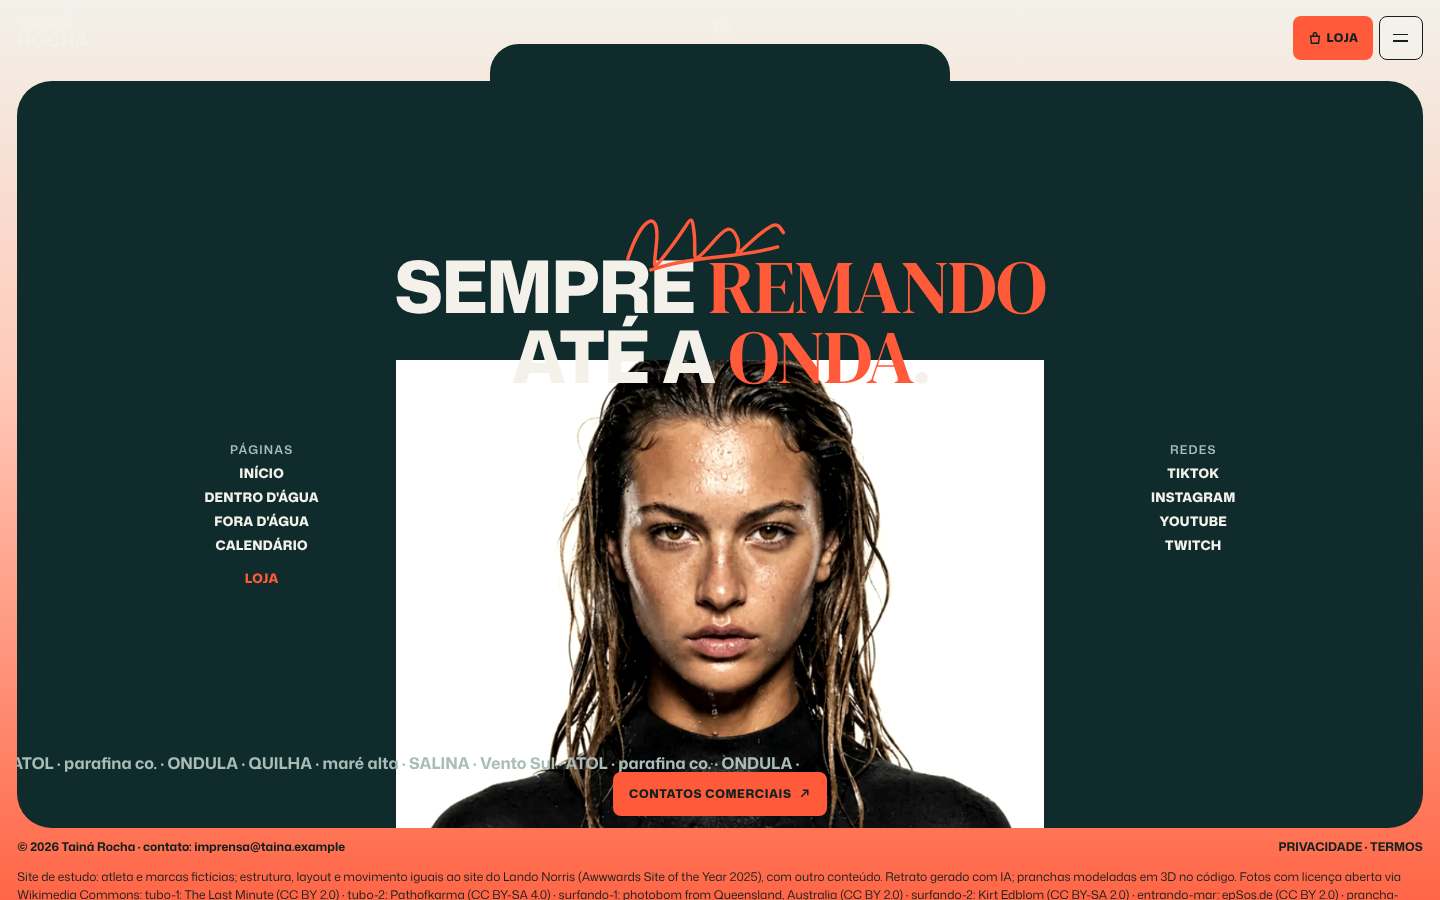 LOJA
SEMPRE REMANDO
ATÉ A ONDA.
PÁGINAS
INÍCIO
DENTRO D'ÁGUA
FORA D'ÁGUA
CALENDÁRIO
LOJA
REDES
TIKTOK
INSTAGRAM
YOUTUBE
TWITCH
ATOL · parafina co. · ONDULA · QUILHA · maré alta · SALINA · Vento Sul · ATOL · parafina co. · ONDULA ·
CONTATOS COMERCIAIS
© 2026 Tainá Rocha · contato: imprensa@taina.example
PRIVACIDADE · TERMOS
Site de estudo: atleta e marcas fictícias; estrutura, layout e movimento iguais ao site do Lando Norris (Awwwards Site of the Year 2025), com outro conteúdo. Retrato gerado com IA; pranchas modeladas em 3D no código. Fotos com licença aberta via
Wikimedia Commons: tubo-1: The Last Minute (CC BY 2.0) · tubo-2: Pathofkarma (CC BY-SA 4.0) · surfando-1: photobom from Queensland, Australia (CC BY 2.0) · surfando-2: Kirt Edblom (CC BY-SA 2.0) · entrando-mar: epSos.de (CC BY 2.0) · prancha-